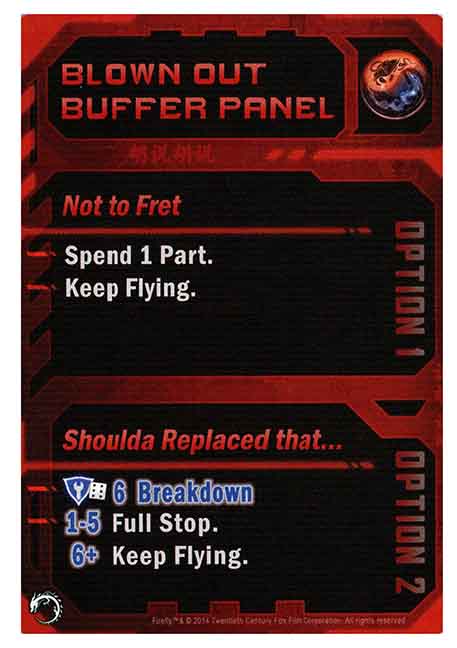 BLOWN OUT
BUFFER PANEL
Not to Fret
Spend 1 Part.
Keep Flying.
OPTION 1
Shoulda Replaced that...
6 Breakdown
1-5 Full Stop.
6+ Keep Flying.
OPTION 2
Firefly™ & © 2014 Twentieth Century Fox Film Corporation. All rights reserved